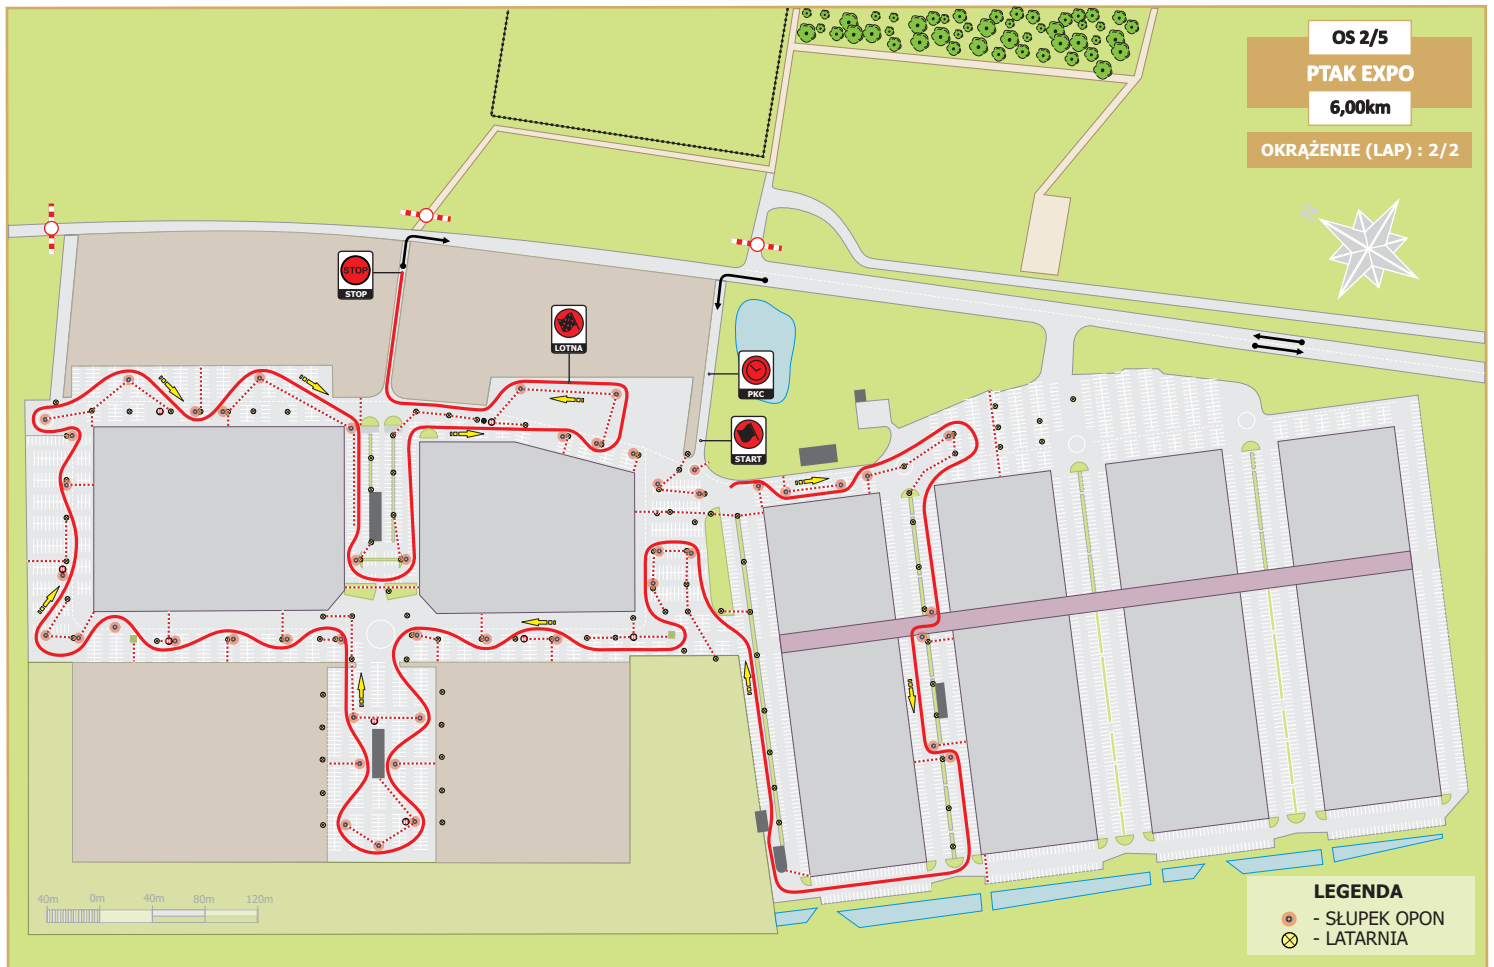 OS 2/5
PTAK EXPO
6,00km
OKRĄŻENIE (LAP) : 2/2
N
STOP
STOP
LOTNA
PKC
START
40m 0m 40m 80m 120m
LEGENDA
- SŁUPEK OPON
- LATARNIA